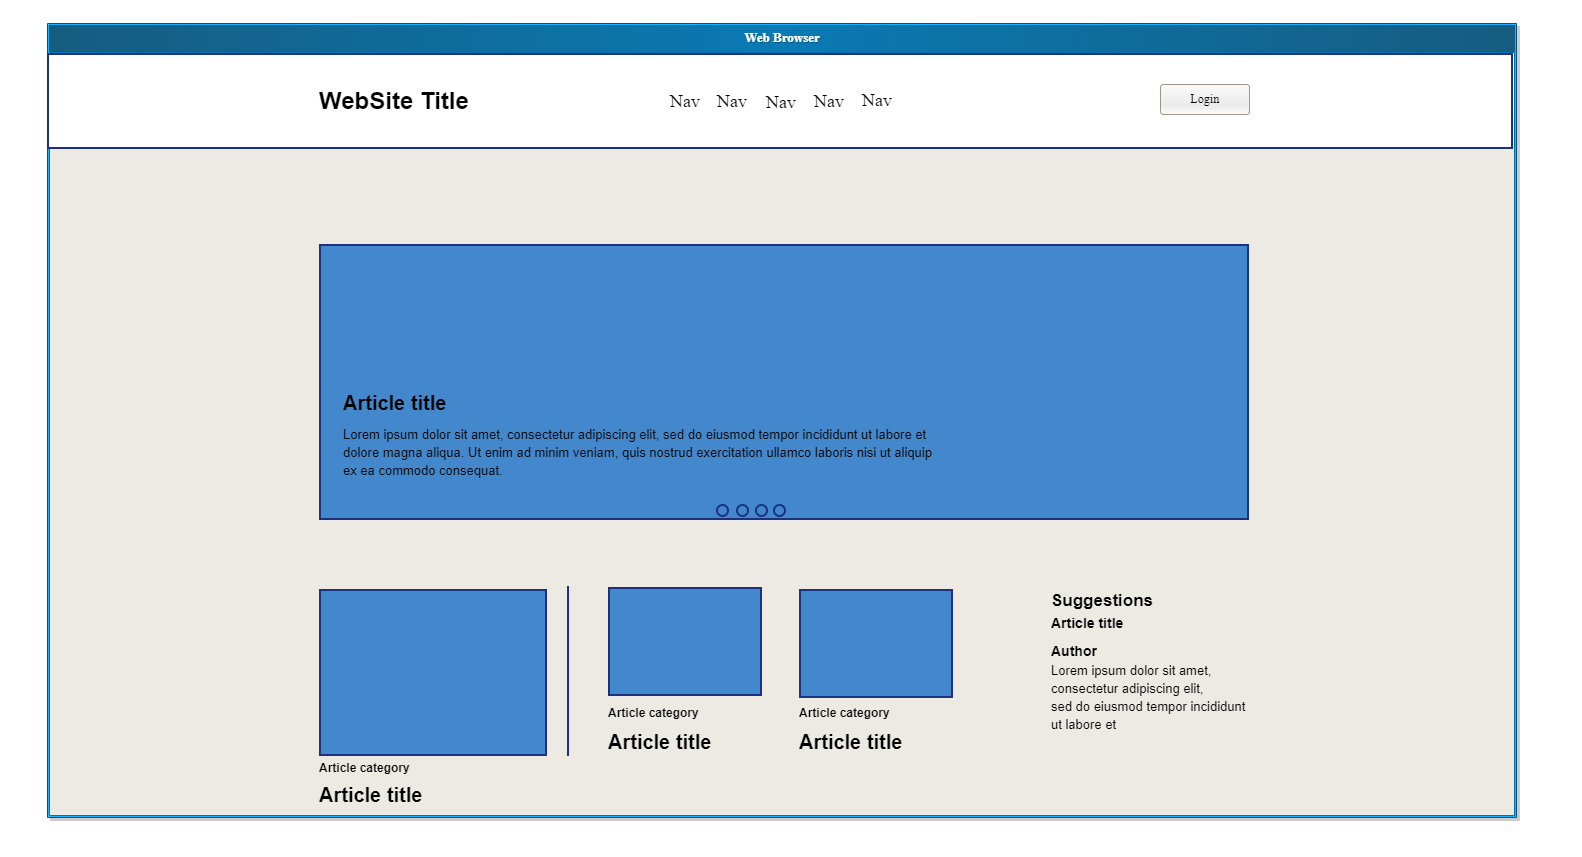 Web Browser
WebSite Title
Nav Nav Nav Nav Nav
Login
Article title
Lorem ipsum dolor sit amet, consectetur adipiscing elit, sed do eiusmod tempor incididunt ut labore et
dolore magna aliqua. Ut enim ad minim veniam, quis nostrud exercitation ullamco laboris nisi ut aliquip
ex ea commodo consequat.
Article category
Article title
Article category
Article title
Article category
Article title
Suggestions
Article title
Author
Lorem ipsum dolor sit amet,
consectetur adipiscing elit,
sed do eiusmod tempor incididunt
ut labore et